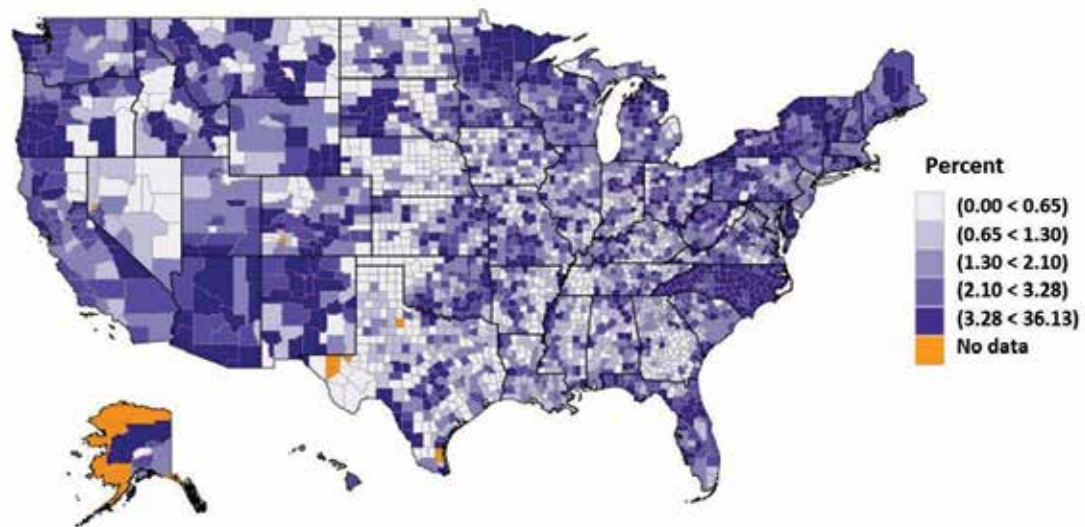 Percent
(0.00 < 0.65)
(0.65 < 1.30)
(1.30 < 2.10)
(2.10 < 3.28)
(3.28 < 36.13)
No data